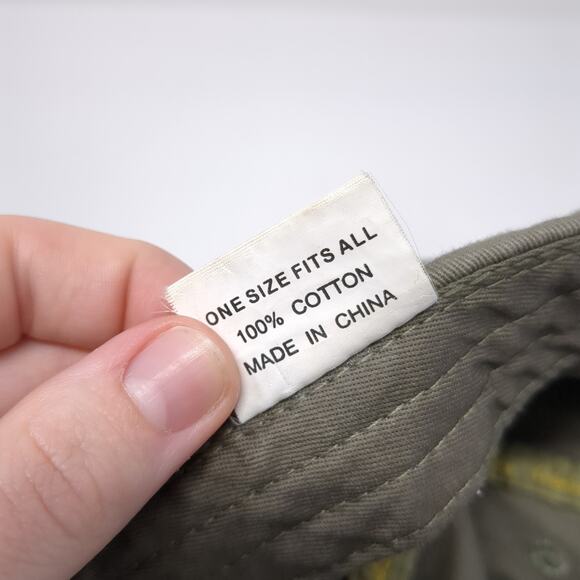 ONE SIZE FITS ALL
100% COTTON
MADE IN CHINA